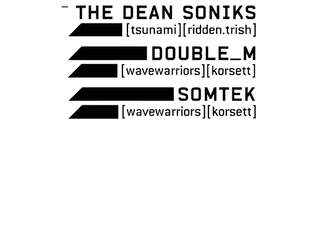 THE DEAN SONIKS
[tsunami][ridden.trish]
DOUBLE_M
[wavewarriors][korsett]
SOMTEK
[wavewarriors][korsett]